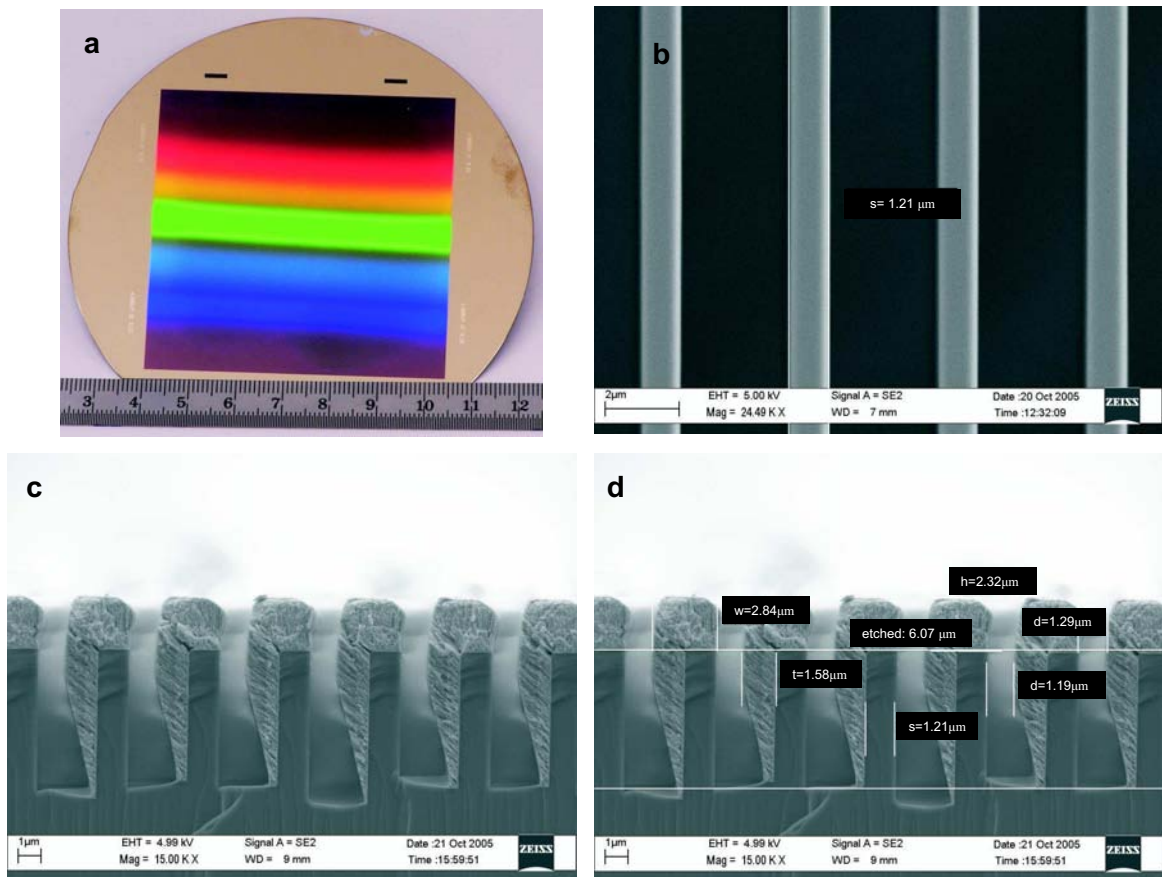 a
3 4 5 6 7 8 9 10 11 12
b
s= 1.21 μm
2μm
EHT = 5.00 kV
Signal A = SE2
Date :20 Oct 2005
Mag = 24.49 K X
WD = 7 mm
Time :12:32:09
ZEISS
c
1μm
EHT = 4.99 kV
Signal A = SE2
Date :21 Oct 2005
Mag = 15.00 K X
WD = 9 mm
Time :15:59:51
ZEISS
d
h=2.32μm
w=2.84μm
d=1.29μm
etched: 6.07 μm
t=1.58μm
d=1.19μm
s=1.21μm
1μm
EHT = 4.99 kV
Signal A = SE2
Date :21 Oct 2005
Mag = 15.00 K X
WD = 9 mm
Time :15:59:51
ZEISS